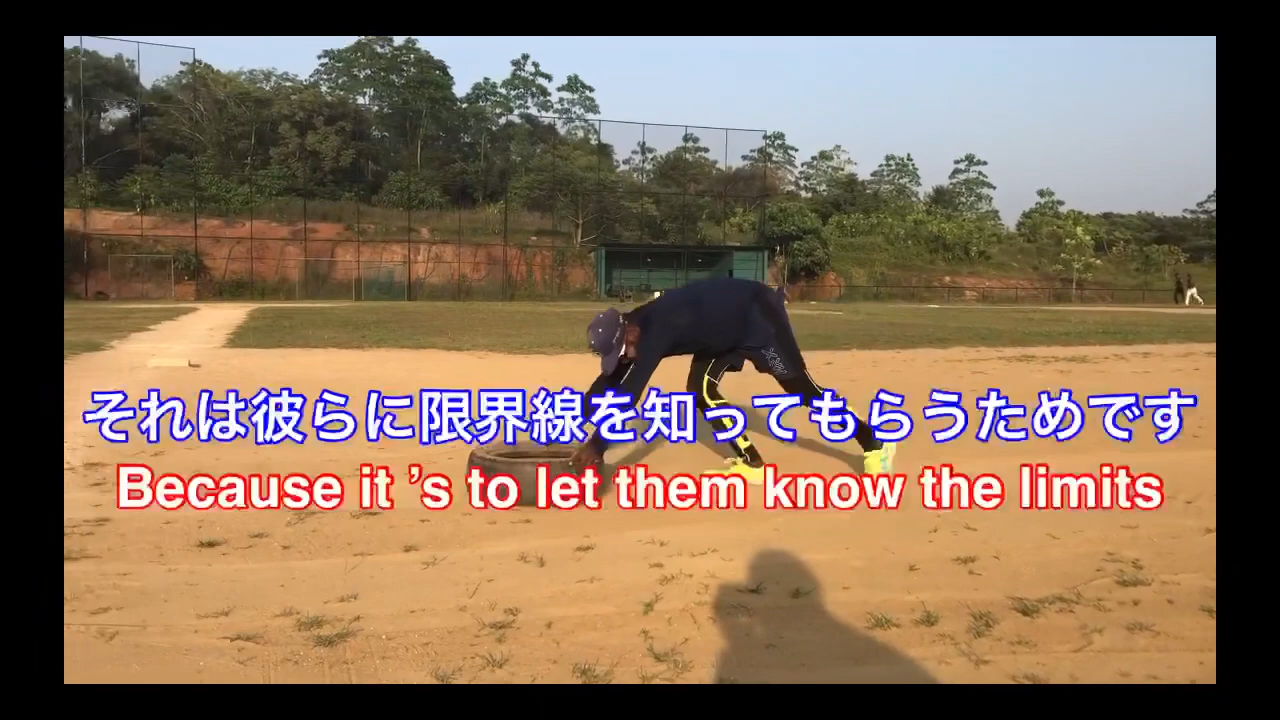 それは彼らに限界線を知ってもらうためです
Because it ’s to let them know the limits